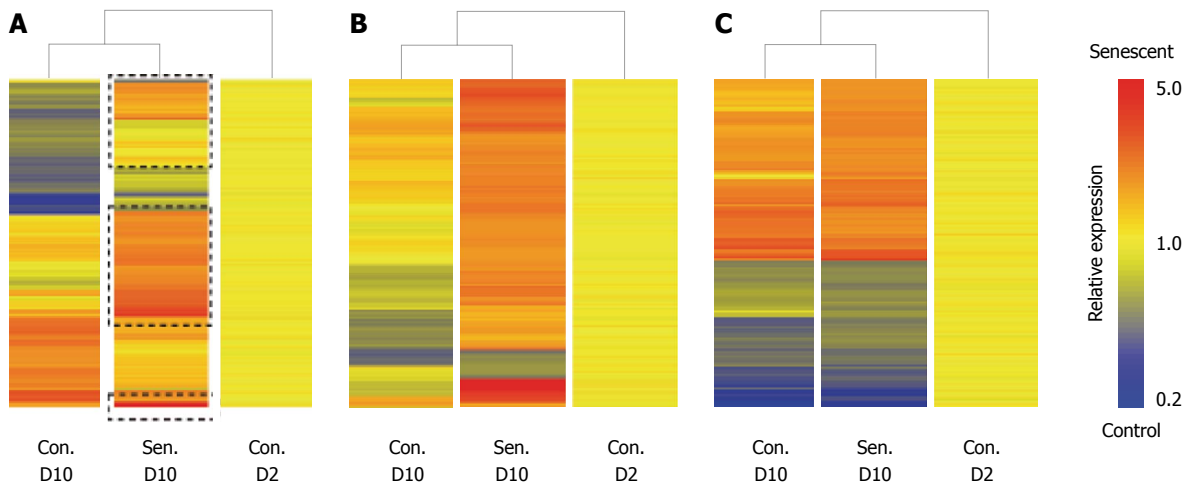 A
B
C
Senescent
5.0
1.0
Relative expression
0.2
Control
Con.
D10
Sen.
D10
Con.
D2
Con.
D10
Sen.
D10
Con.
D2
Con.
D10
Sen.
D10
Con.
D2